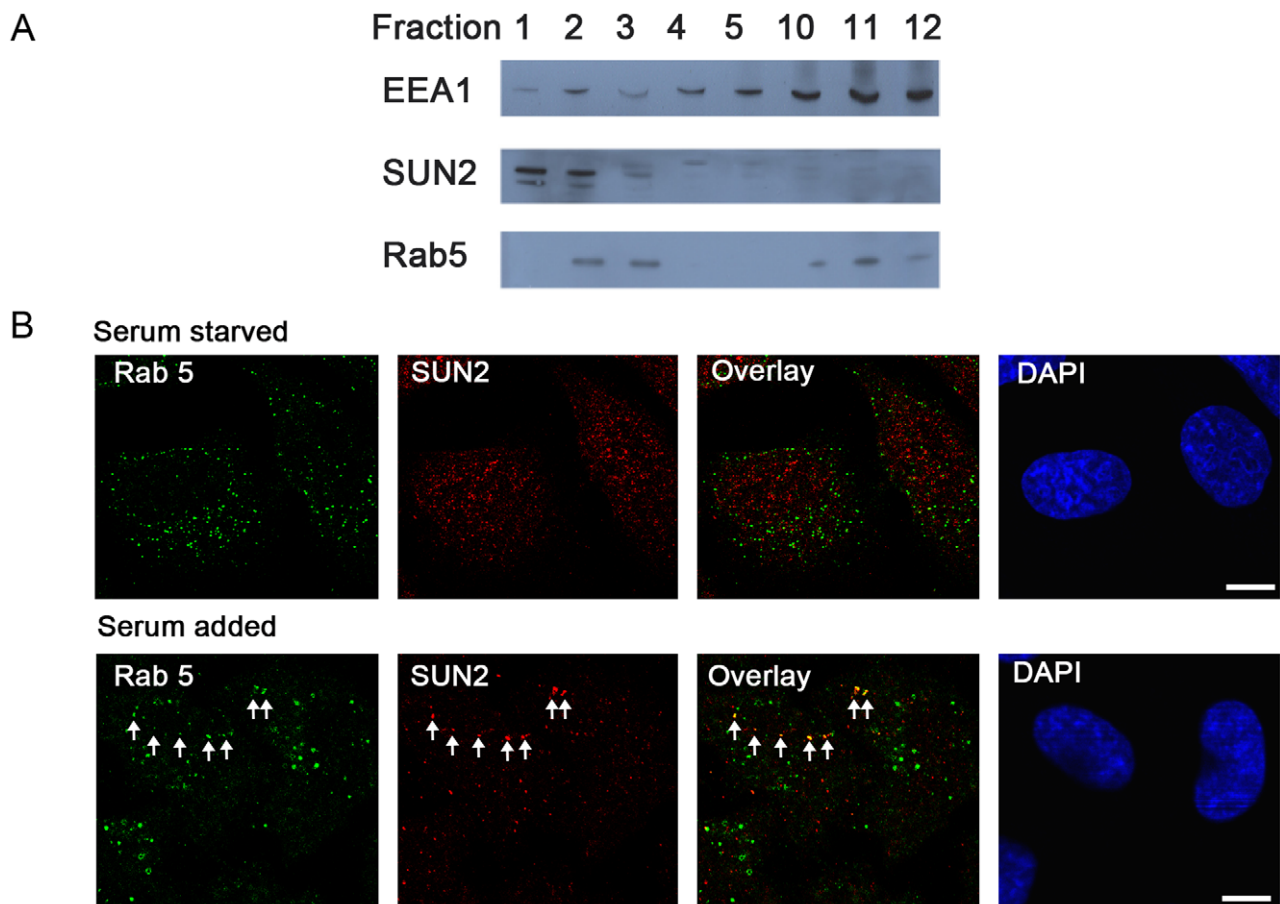 A
Fraction 1 2 3 4 5 10 11 12
EEA1
SUN2
Rab5
B
Serum starved
Rab 5 SUN2 Overlay DAPI
Serum added
Rab 5 SUN2 Overlay DAPI